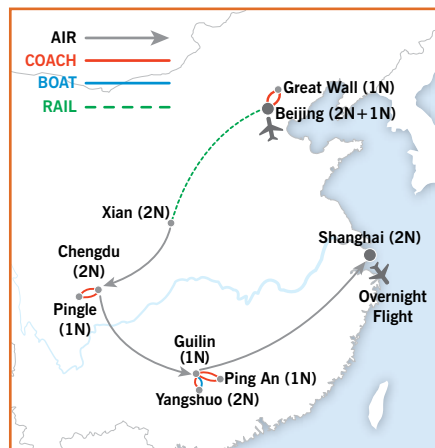 AIR
COACH
BOAT
RAIL
Great Wall (1N)
Beijing (2N+1N)
Xian (2N)
Shanghai (2N)
Chengdu
(2N)
Pingle
(1N)
Overnight
Flight
Guilin
(1N)
Ping An (1N)
Yangshuo (2N)